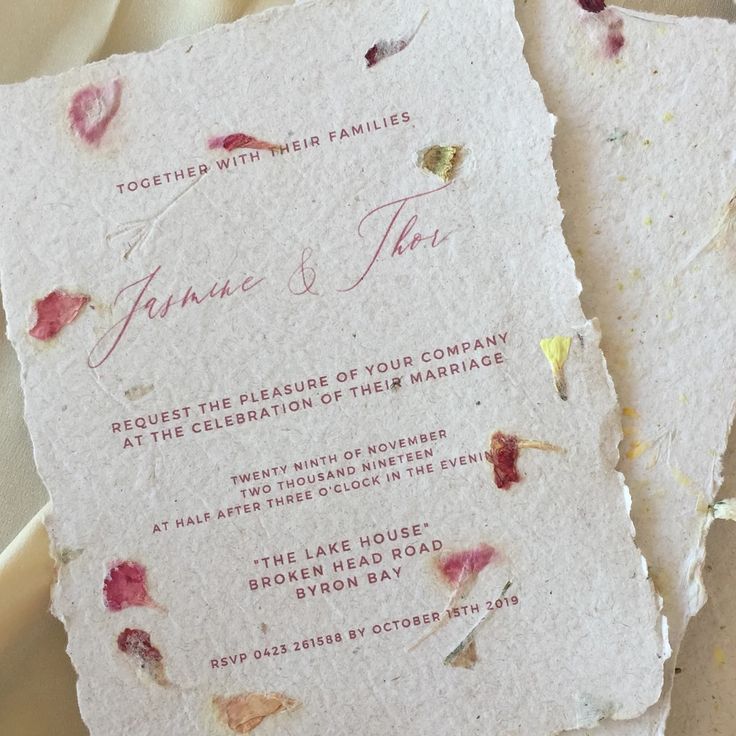 TOGETHER WITH THEIR FAMILIES
Jasmine & Thor
REQUEST THE PLEASURE OF YOUR COMPANY
AT THE CELEBRATION OF THEIR MARRIAGE
TWENTY NINTH OF NOVEMBER
TWO THOUSAND NINETEEN
AT HALF AFTER THREE O'CLOCK IN THE EVENING
"THE LAKE HOUSE"
BROKEN HEAD ROAD
BYRON BAY
RSVP 0423 261588 BY OCTOBER 15TH 2019